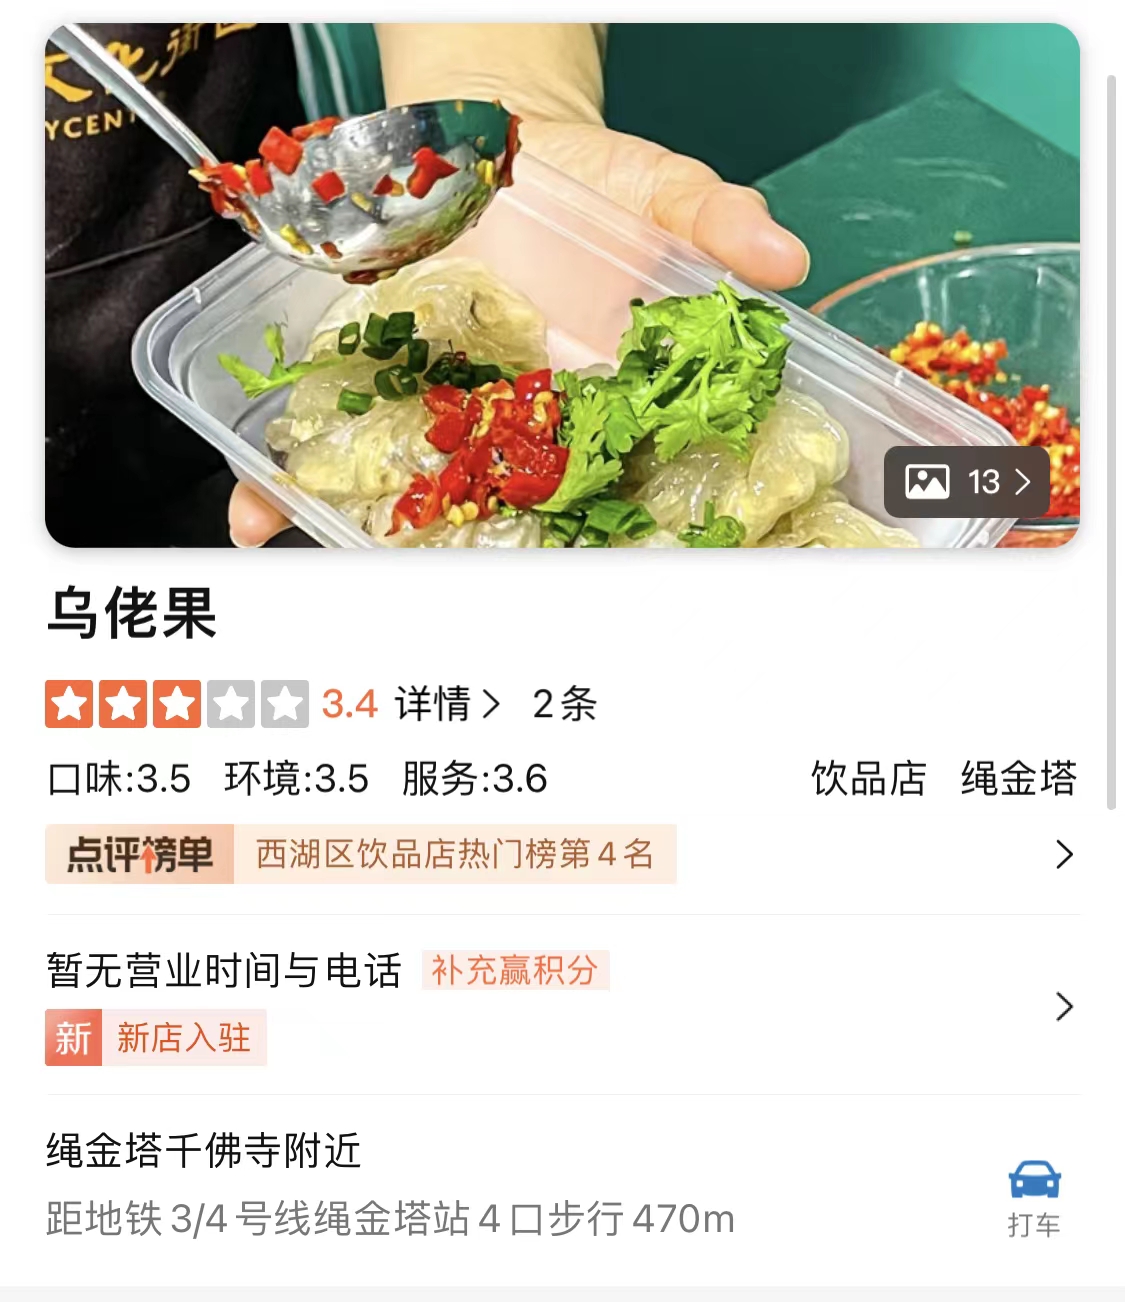 文化街区
YCENT
13
乌佬果
3.4 详情 2条
口味:3.5 环境:3.5 服务:3.6 饮品店 绳金塔
点评榜单 西湖区饮品店热门榜第4名
暂无营业时间与电话 补充赢积分
新 新店入驻
绳金塔千佛寺附近
距地铁3/4号线绳金塔站4口步行470m
打车